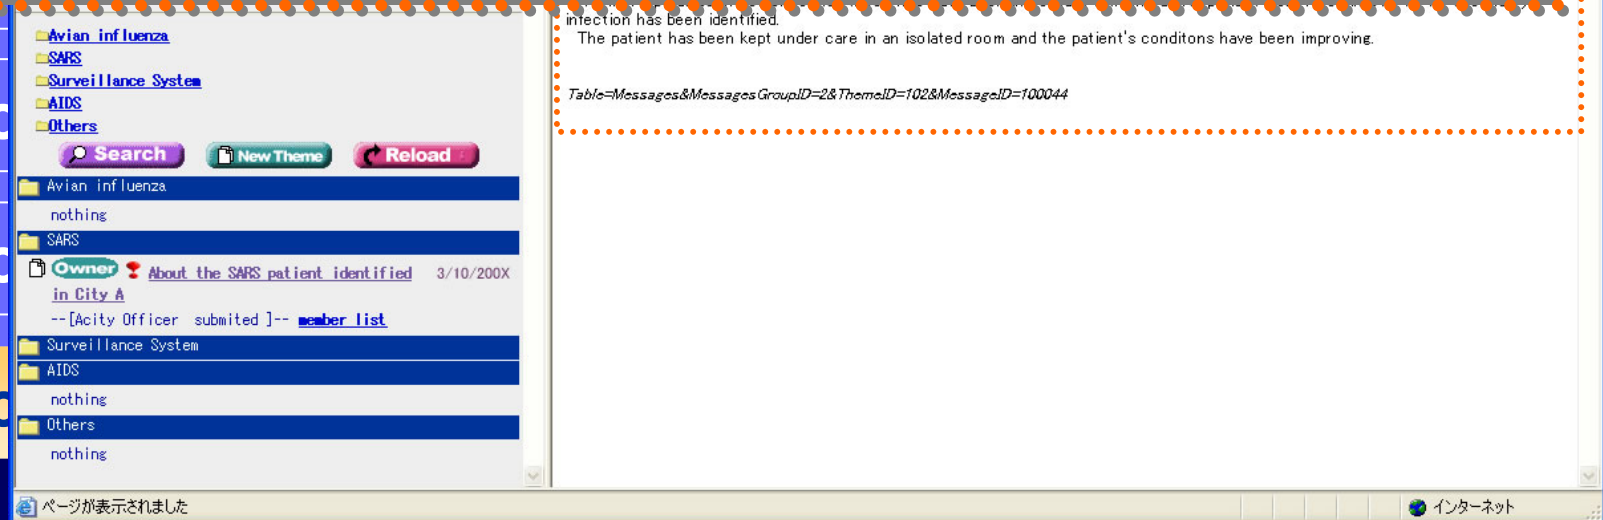 Avian influenza
SARS
Surveillance System
AIDS
Others
Search
New Theme
Reload
Avian influenza
nothing
SARS
Owner About the SARS patient identified 3/10/200X
in City A
--[Acity Officer submited ]-- member list
Surveillance System
AIDS
nothing
Others
nothing
infection has been identified.
The patient has been kept under care in an isolated room and the patient's conditons have been improving.
Table=Messages&MessagesGroupID=2&ThemeID=102&MessageID=100044
ページが表示されました
インターネット